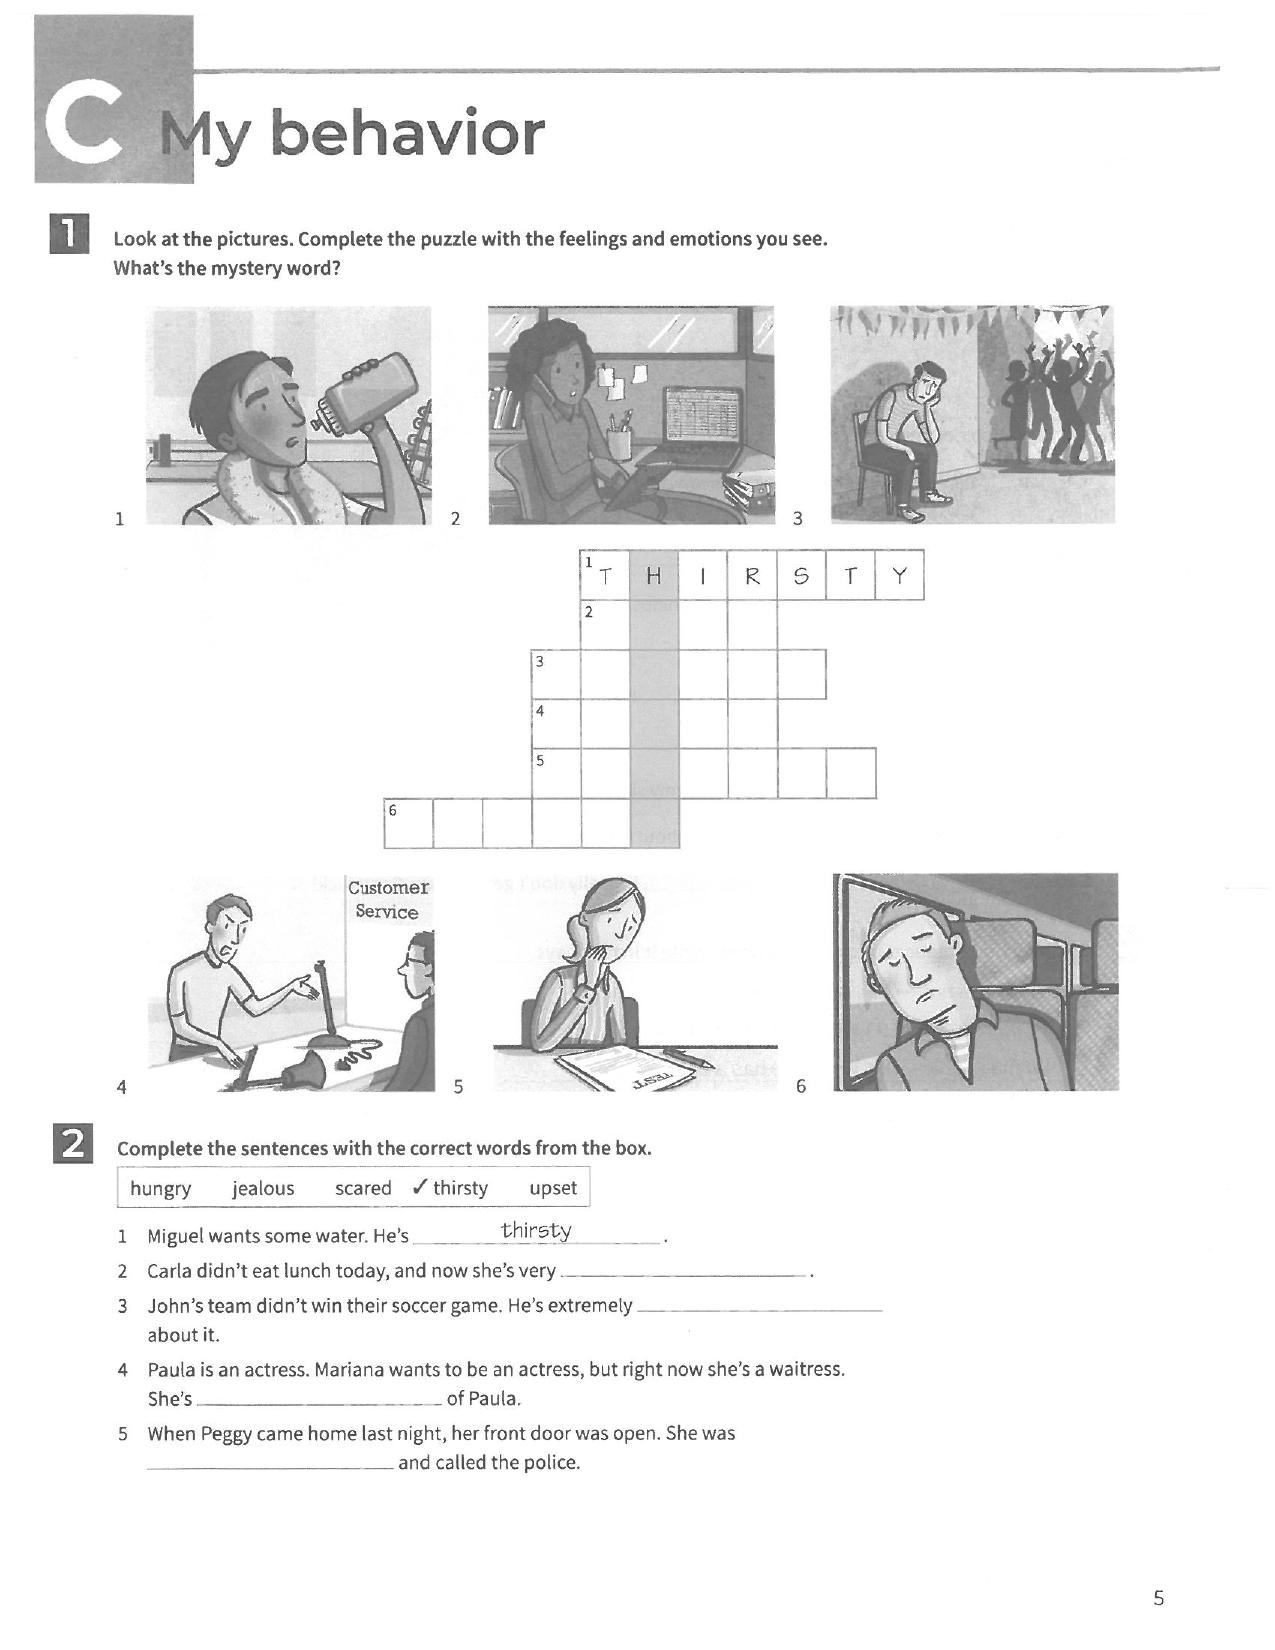 C My behavior
1 Look at the pictures. Complete the puzzle with the feelings and emotions you see.
What's the mystery word?
1 2 3
1 T H I R S T Y
2
3
4
5
6
Customer
Service
TEST
4 5 6
2 Complete the sentences with the correct words from the box.
hungry jealous scared ✓ thirsty upset
1 Miguel wants some water. He's thirsty .
2 Carla didn't eat lunch today, and now she's very ______ .
3 John's team didn't win their soccer game. He's extremely ______
about it.
4 Paula is an actress. Mariana wants to be an actress, but right now she's a waitress.
She's ______ of Paula.
5 When Peggy came home last night, her front door was open. She was
______ and called the police.
5